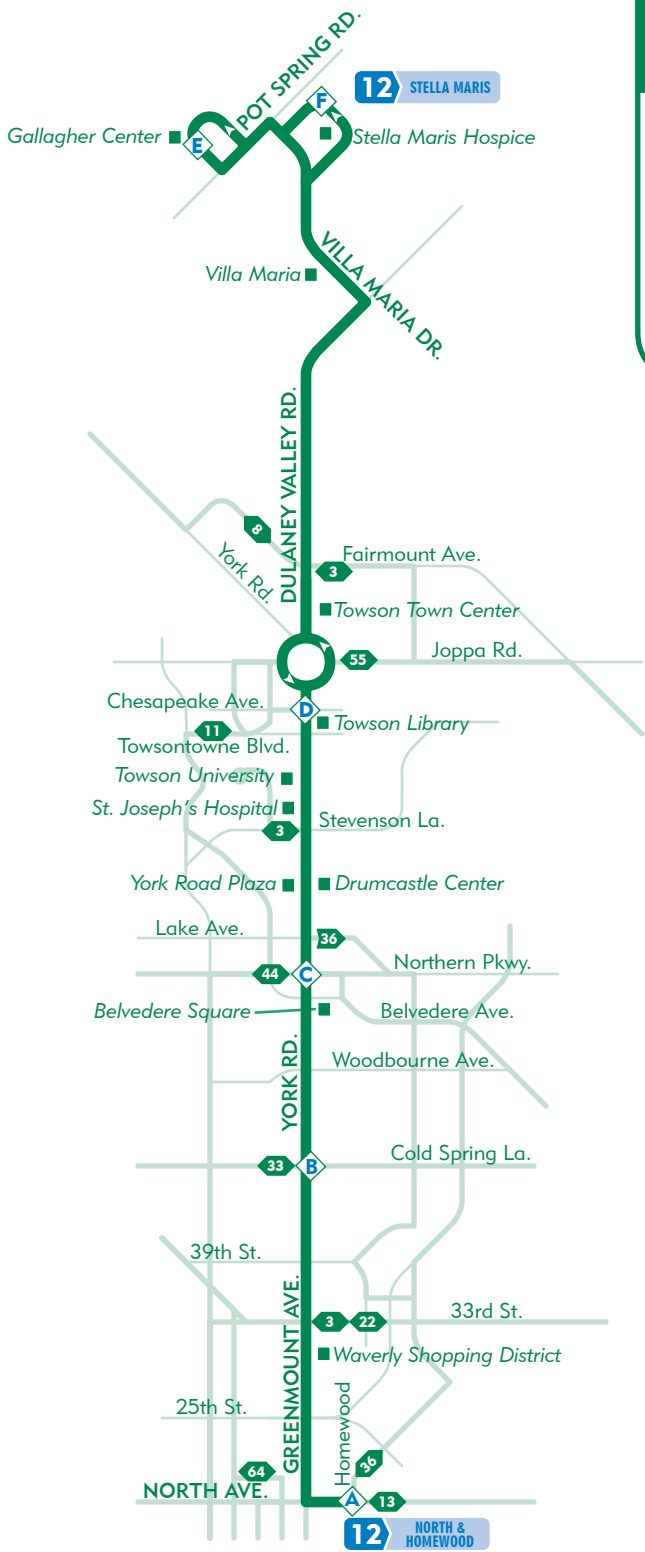 POT SPRING RD.
12 STELLA MARIS
F
Gallagher Center
E
Stella Maris Hospice
VILLA MARIA DR.
Villa Maria
DULANEY VALLEY RD.
8
York Rd.
Fairmount Ave.
3
Towson Town Center
Joppa Rd.
55
Chesapeake Ave.
D
Towson Library
11
Towsontowne Blvd.
Towson University
St. Joseph's Hospital
Stevenson La.
3
York Road Plaza
Drumcastle Center
Lake Ave.
36
Northern Pkwy.
44
C
Belvedere Square
Belvedere Ave.
YORK RD.
Woodbourne Ave.
Cold Spring La.
33
B
39th St.
GREENMOUNT AVE.
33rd St.
3
22
Waverly Shopping District
25th St.
Homewood
36
64
NORTH AVE.
A
13
12 NORTH &
HOMEWOOD